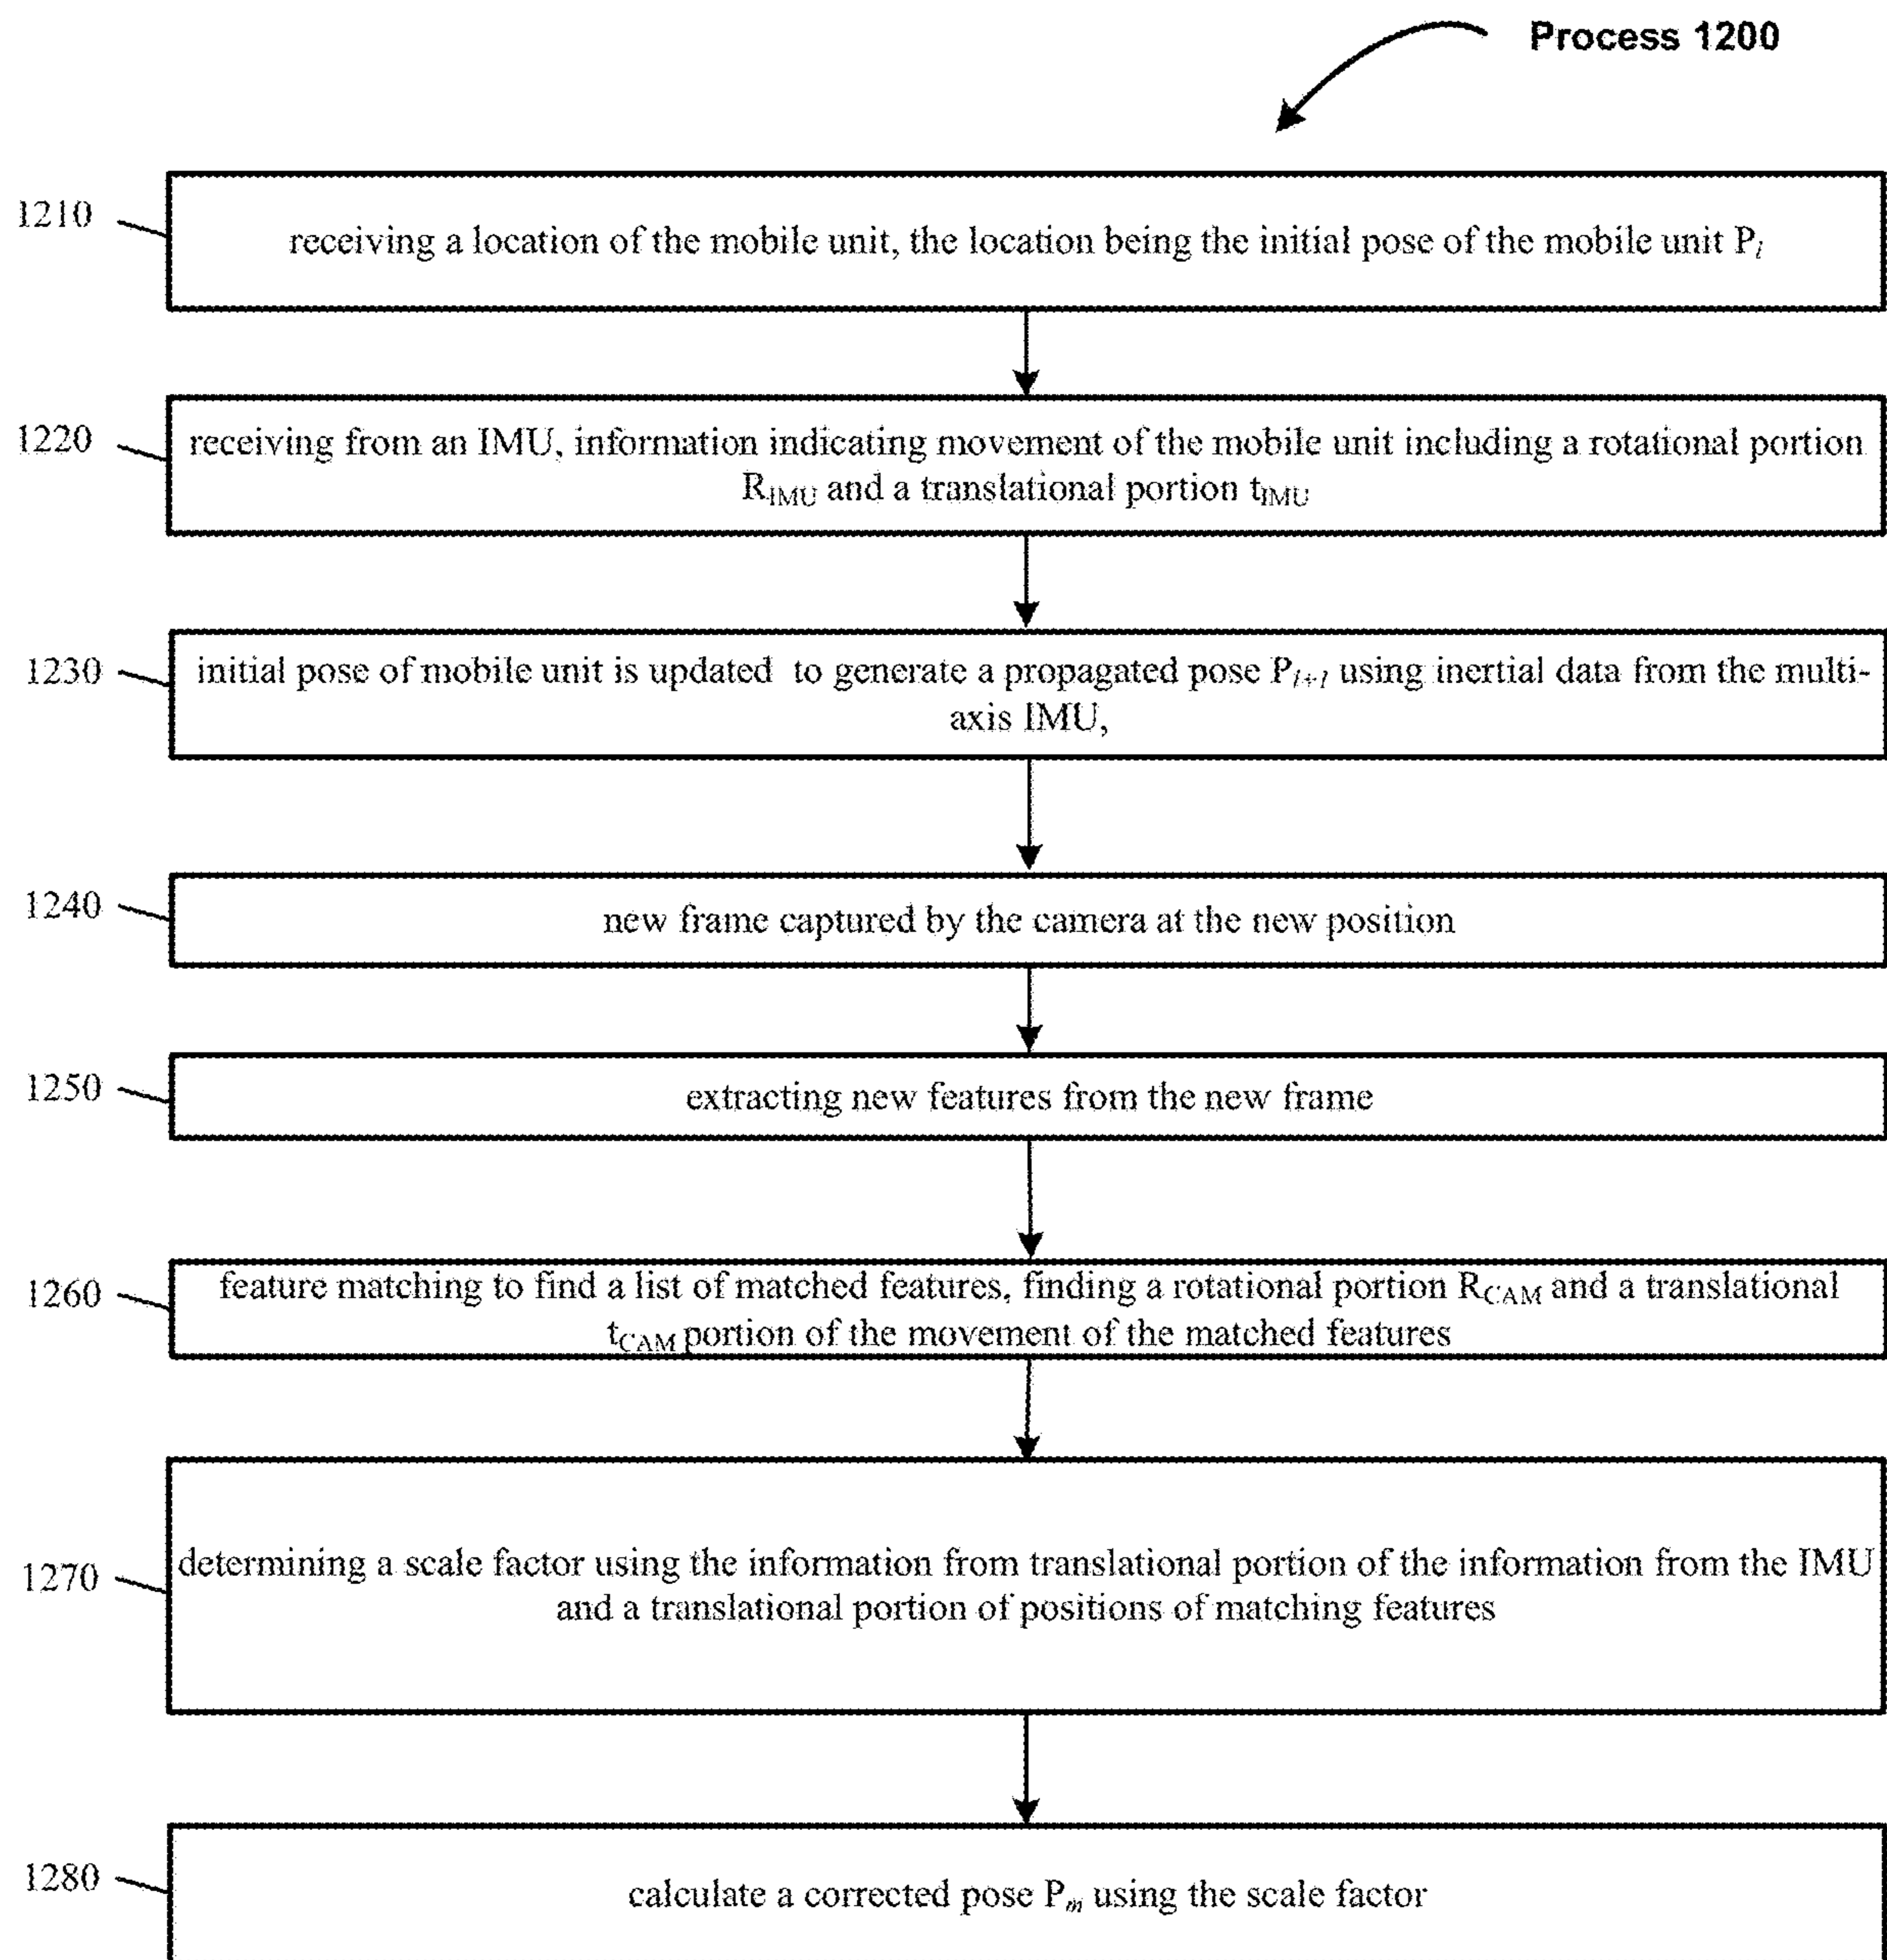 Process 1200
1210
receiving a location of the mobile unit, the location being the initial pose of the mobile unit Pi
1220
receiving from an IMU, information indicating movement of the mobile unit including a rotational portion
RIMU and a translational portion tIMU
1230
initial pose of mobile unit is updated to generate a propagated pose Pi+1 using inertial data from the multi-
axis IMU,
1240
new frame captured by the camera at the new position
1250
extracting new features from the new frame
1260
feature matching to find a list of matched features, finding a rotational portion RCAM and a translational
tCAM portion of the movement of the matched features
1270
determining a scale factor using the information from translational portion of the information from the IMU
and a translational portion of positions of matching features
1280
calculate a corrected pose Pm using the scale factor